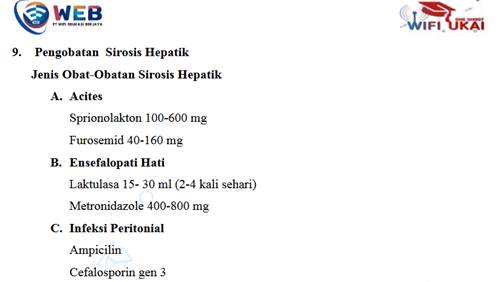 WEB
PT WIFI EDUKASI BERJAYA
WIFI UKAI
9. Pengobatan Sirosis Hepatik
Jenis Obat-Obatan Sirosis Hepatik
A. Acites
Sprionolakton 100-600 mg
Furosemid 40-160 mg
B. Ensefalopati Hati
Laktulasa 15- 30 ml (2-4 kali sehari)
Metronidazole 400-800 mg
C. Infeksi Peritonial
Ampicilin
Cefalosporin gen 3